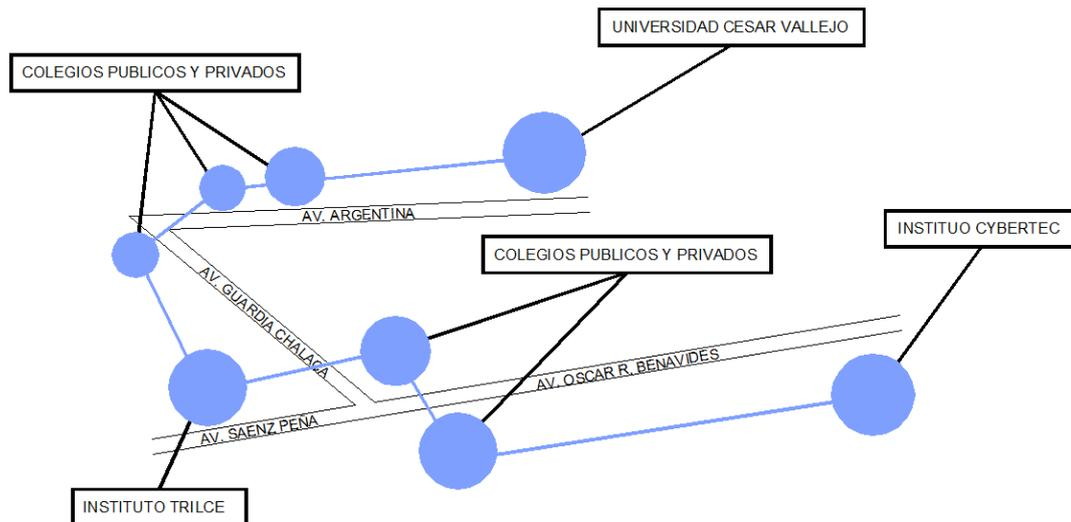 UNIVERSIDAD CESAR VALLEJO
COLEGIOS PUBLICOS Y PRIVADOS
AV. ARGENTINA
INSTITUO CYBERTEC
COLEGIOS PUBLICOS Y PRIVADOS
AV. GUARDIA CHALACA
AV. OSCAR R. BENAVIDES
AV. SAENZ PEÑA
INSTITUTO TRILCE